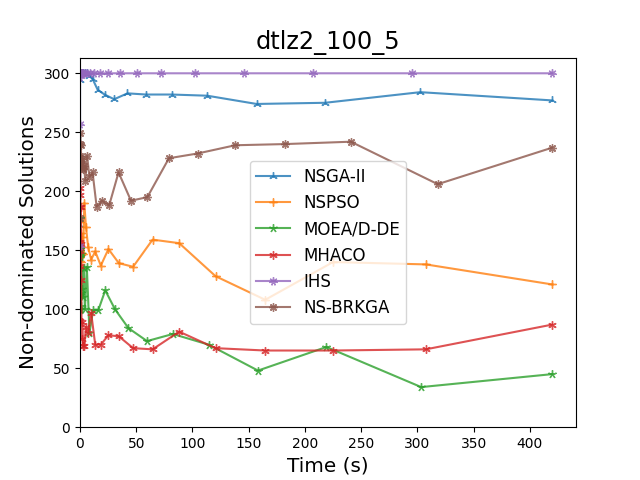 dtlz2_100_5
Non-dominated Solutions
300
250
200
150
100
50
0
NSGA-II
NSPSO
MOEA/D-DE
MHACO
IHS
NS-BRKGA
0 50 100 150 200 250 300 350 400
Time (s)